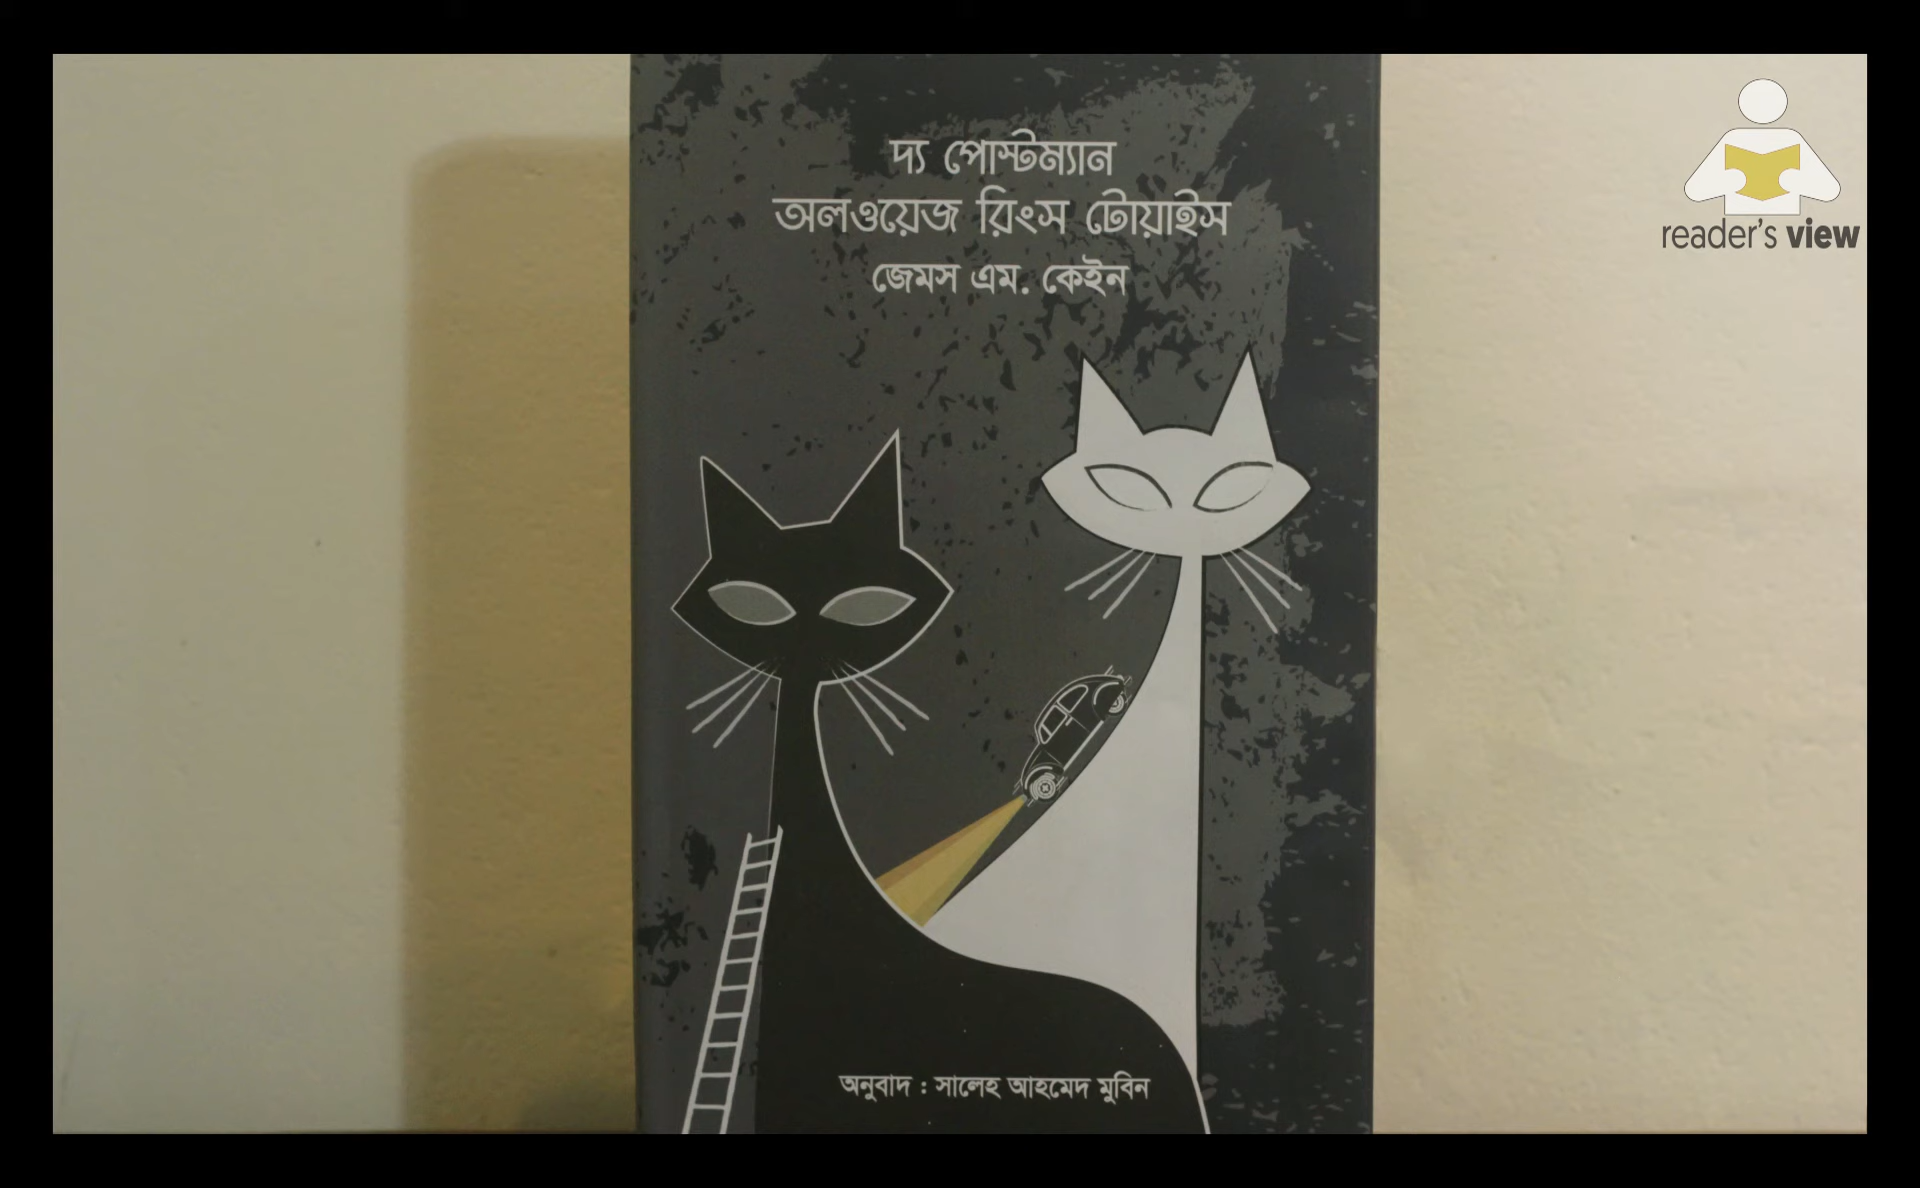 দ্য পোস্টম্যান
অলওয়েজ রিংস টোয়াইস
জেমস এম. কেইন
অনুবাদ : সালেহ আহমেদ মুবিন
reader's view